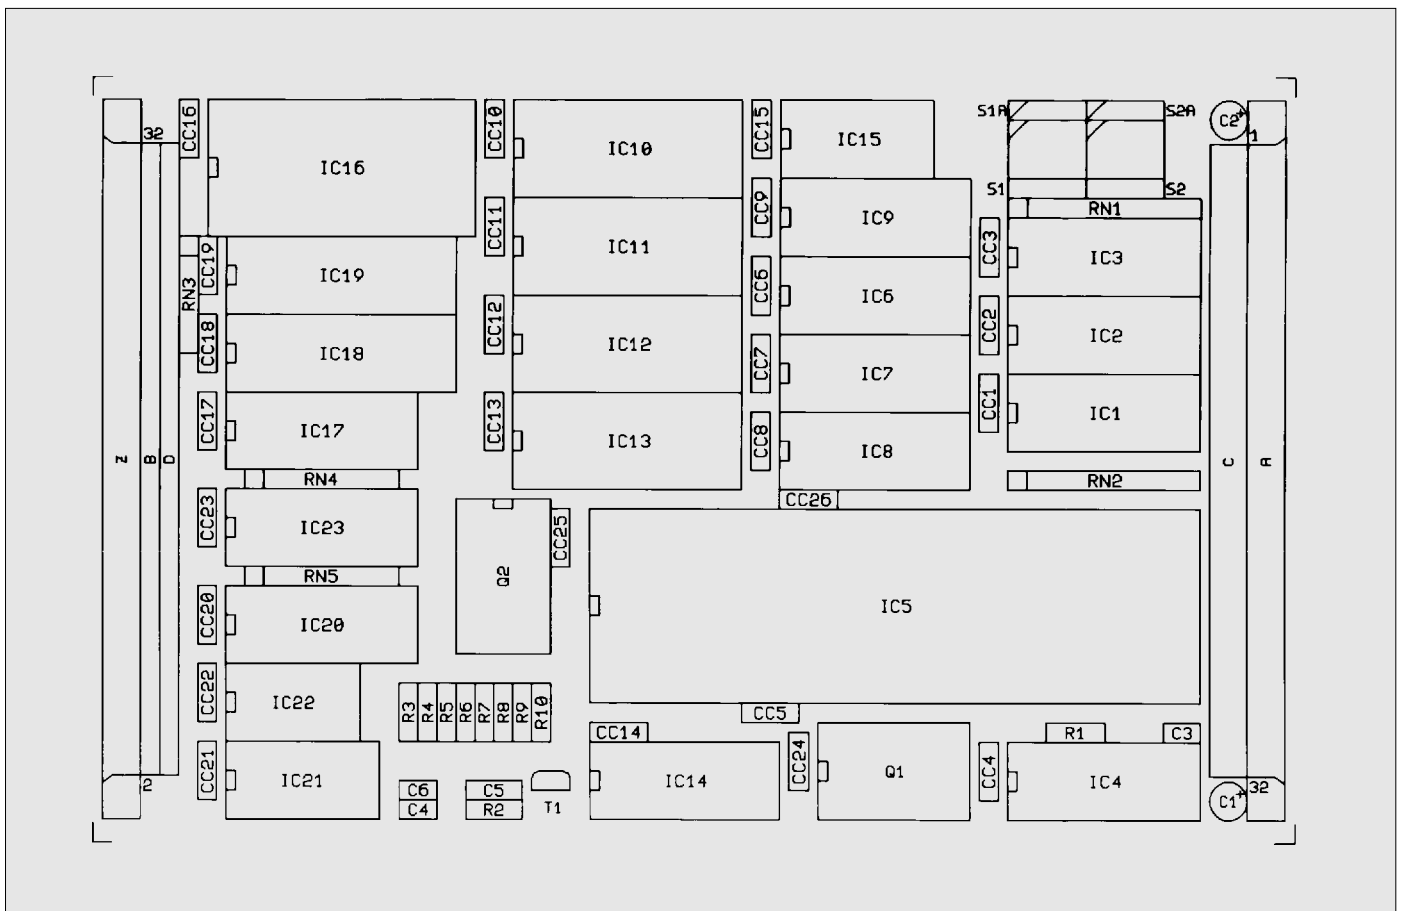 CC16
CC10
CC15
S1A
S2A
C2+
32
IC16
IC10
IC15
1
S1
S2
CC11
CC9
IC9
RN1
CC19
IC11
CC3
IC3
RN3
IC19
CC6
IC6
CC12
CC2
IC2
CC18
IC18
IC12
CC7
IC7
CC17
IC17
CC13
IC13
CC8
IC8
CC1
IC1
Z
B
D
C
A
RN4
RN2
CC26
CC23
IC23
CC25
RN5
Q2
IC5
CC20
IC20
CC22
IC22
R3
R4
R5
R6
R7
R8
R9
R10
CC5
CC14
R1
C3
CC21
IC21
CC24
Q1
CC4
IC4
IC14
2
32
C6
C5
C4
R2
T1
C1+